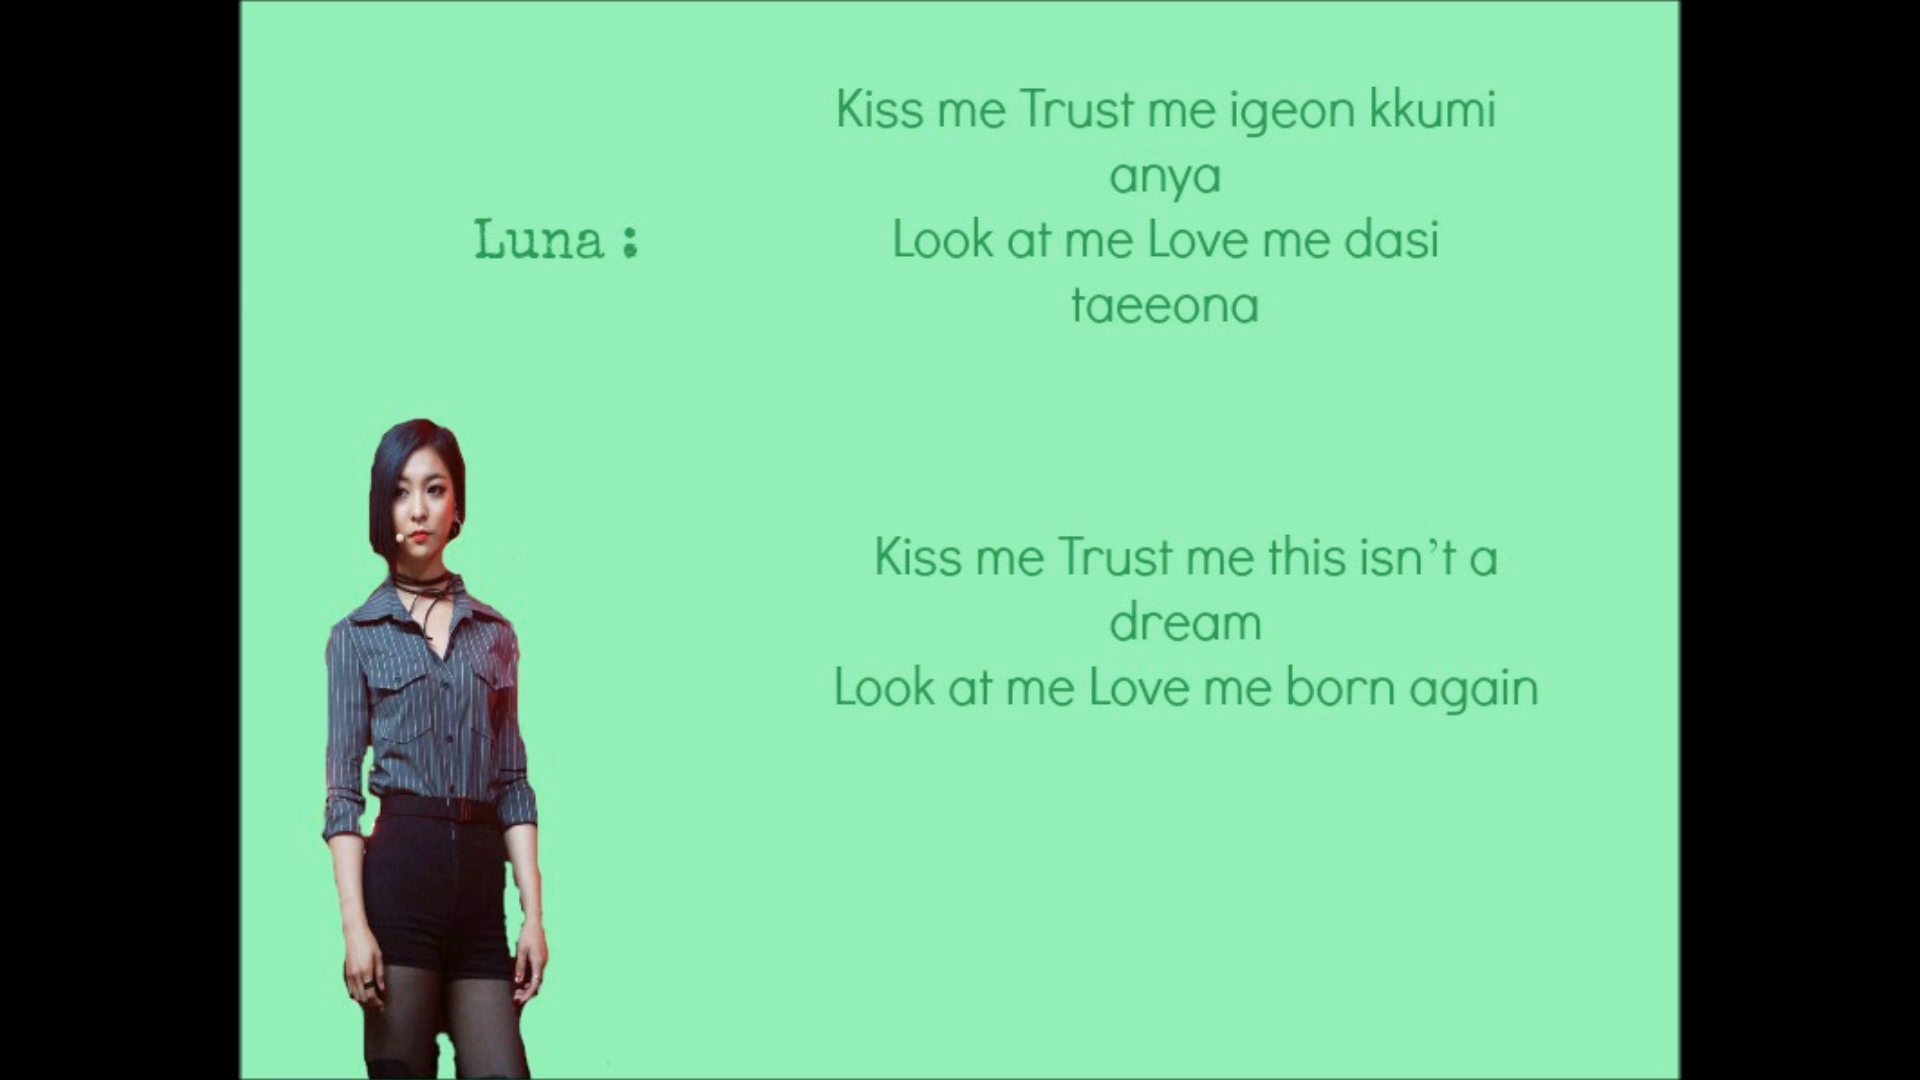 Luna :
Kiss me Trust me igeon kkumi
anya
Look at me Love me dasi
taeeona
Kiss me Trust me this isn't a
dream
Look at me Love me born again